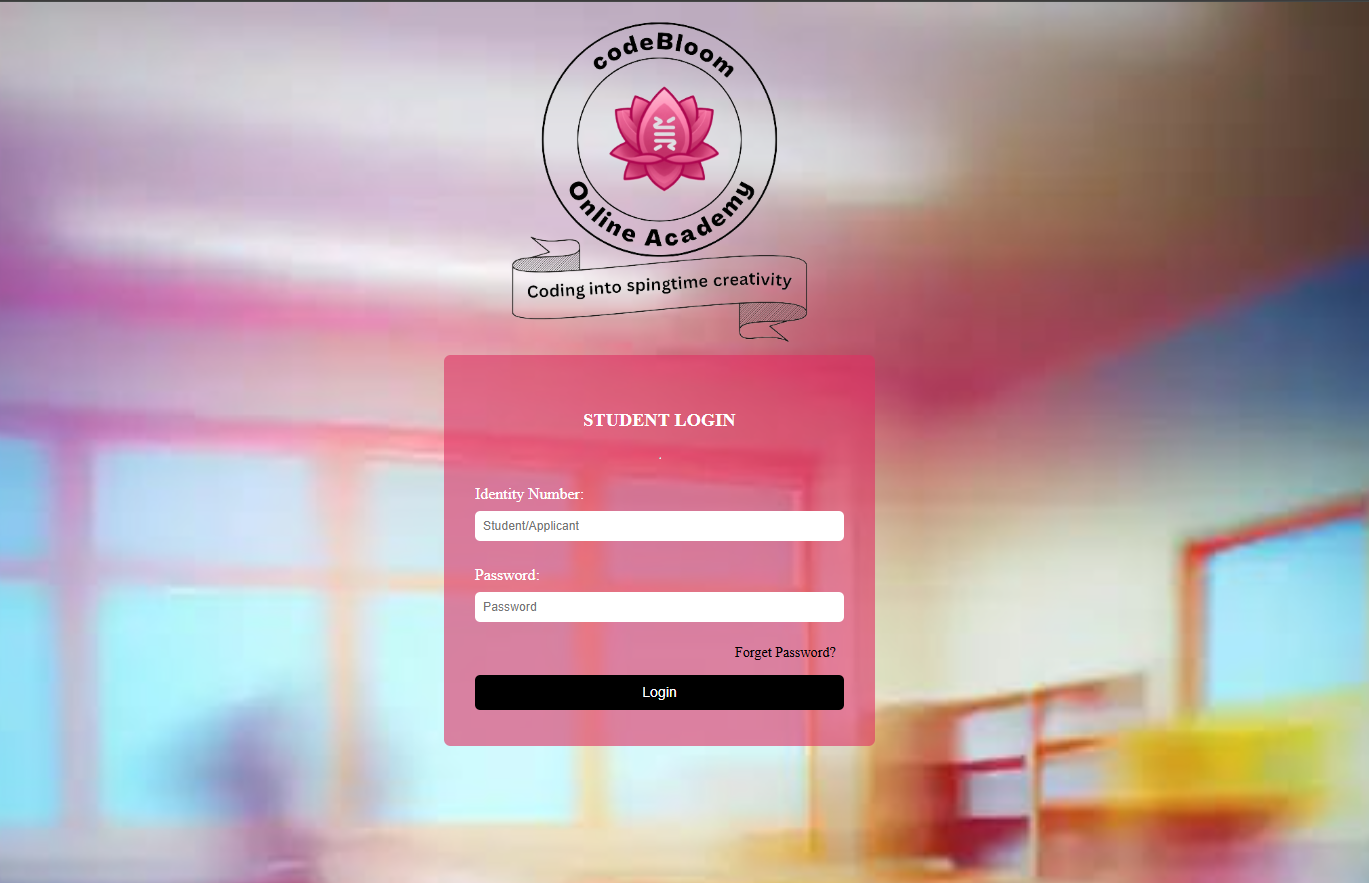 codeBloom
Online Academy
Coding into spingtime creativity
STUDENT LOGIN
.
Identity Number:
Student/Applicant
Password:
Password
Forget Password?
Login